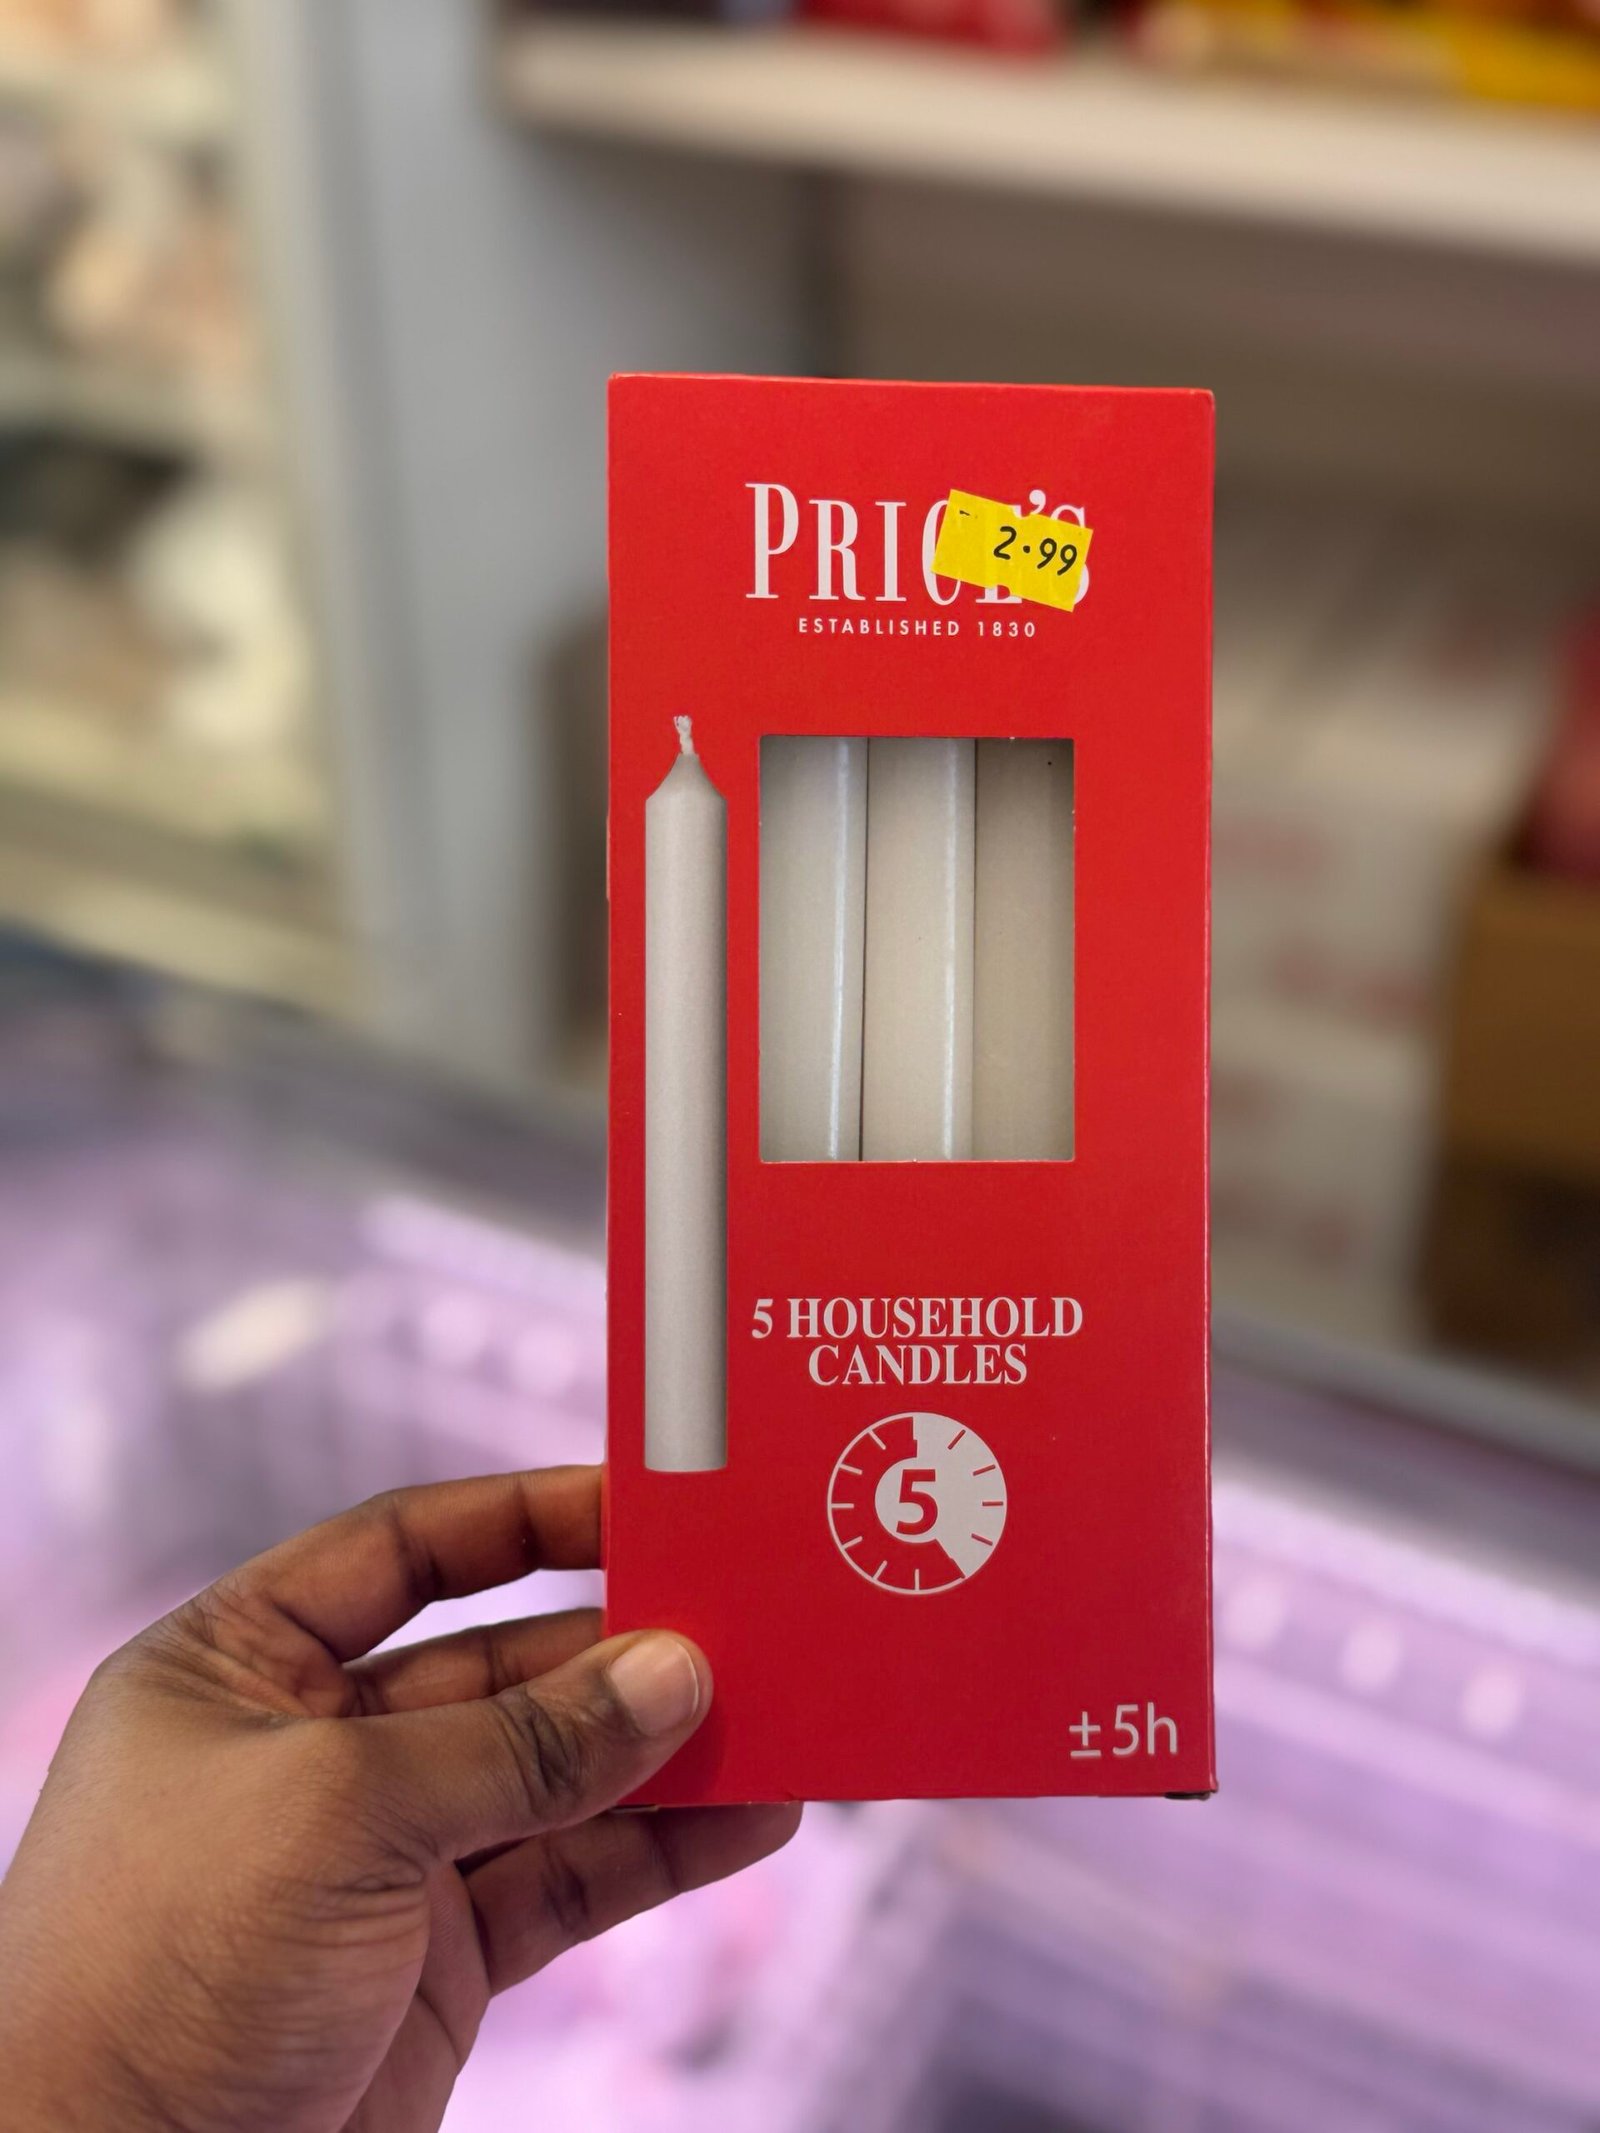 PRICE'S
2.99
ESTABLISHED 1830
5 HOUSEHOLD
CANDLES
5
±5h